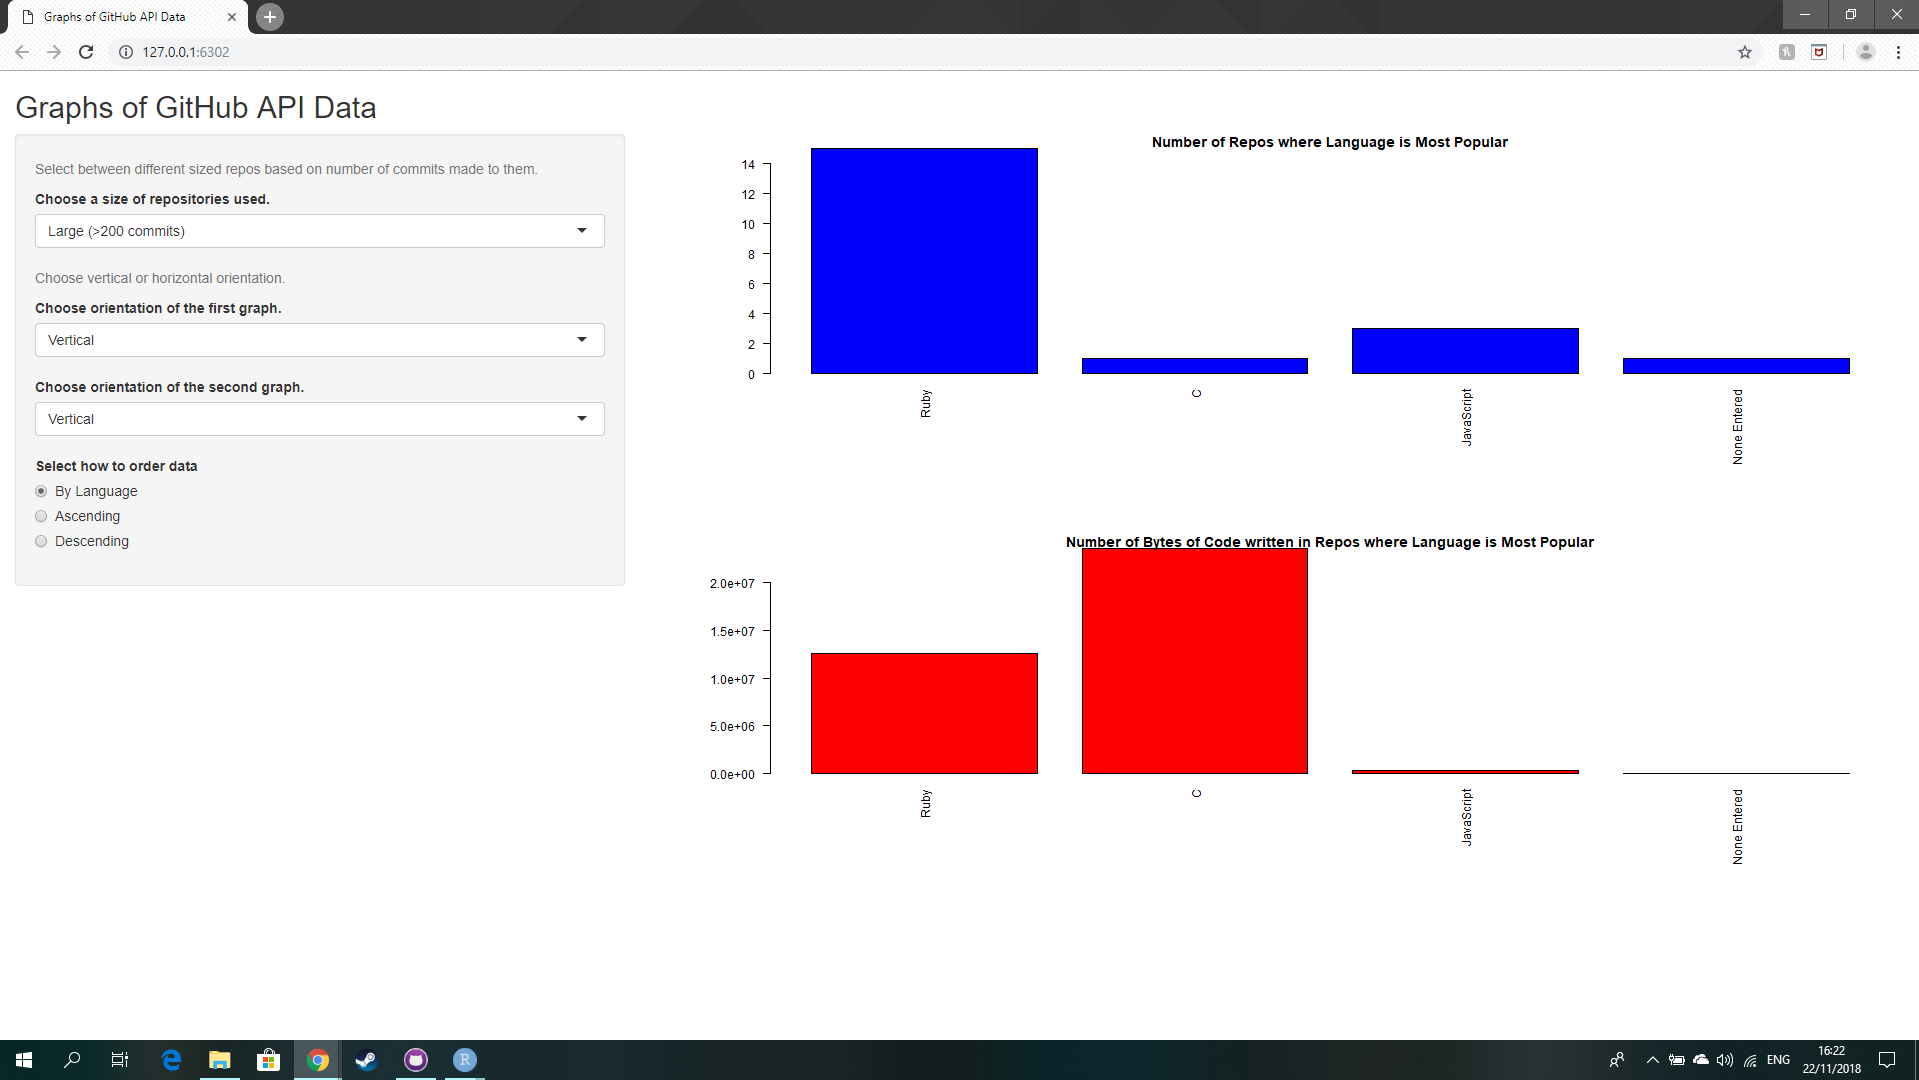 Graphs of GitHub API Data
127.0.0.1:6302
Graphs of GitHub API Data
Select between different sized repos based on number of commits made to them.
Choose a size of repositories used.
Large (>200 commits)
Choose vertical or horizontal orientation.
Choose orientation of the first graph.
Vertical
Choose orientation of the second graph.
Vertical
Select how to order data
By Language
Ascending
Descending
Number of Repos where Language is Most Popular
14
12
10
8
6
4
2
0
Ruby
C
JavaScript
None Entered
Number of Bytes of Code written in Repos where Language is Most Popular
2.0e+07
1.5e+07
1.0e+07
5.0e+06
0.0e+00
Ruby
C
JavaScript
None Entered
R
ENG
16:22
22/11/2018